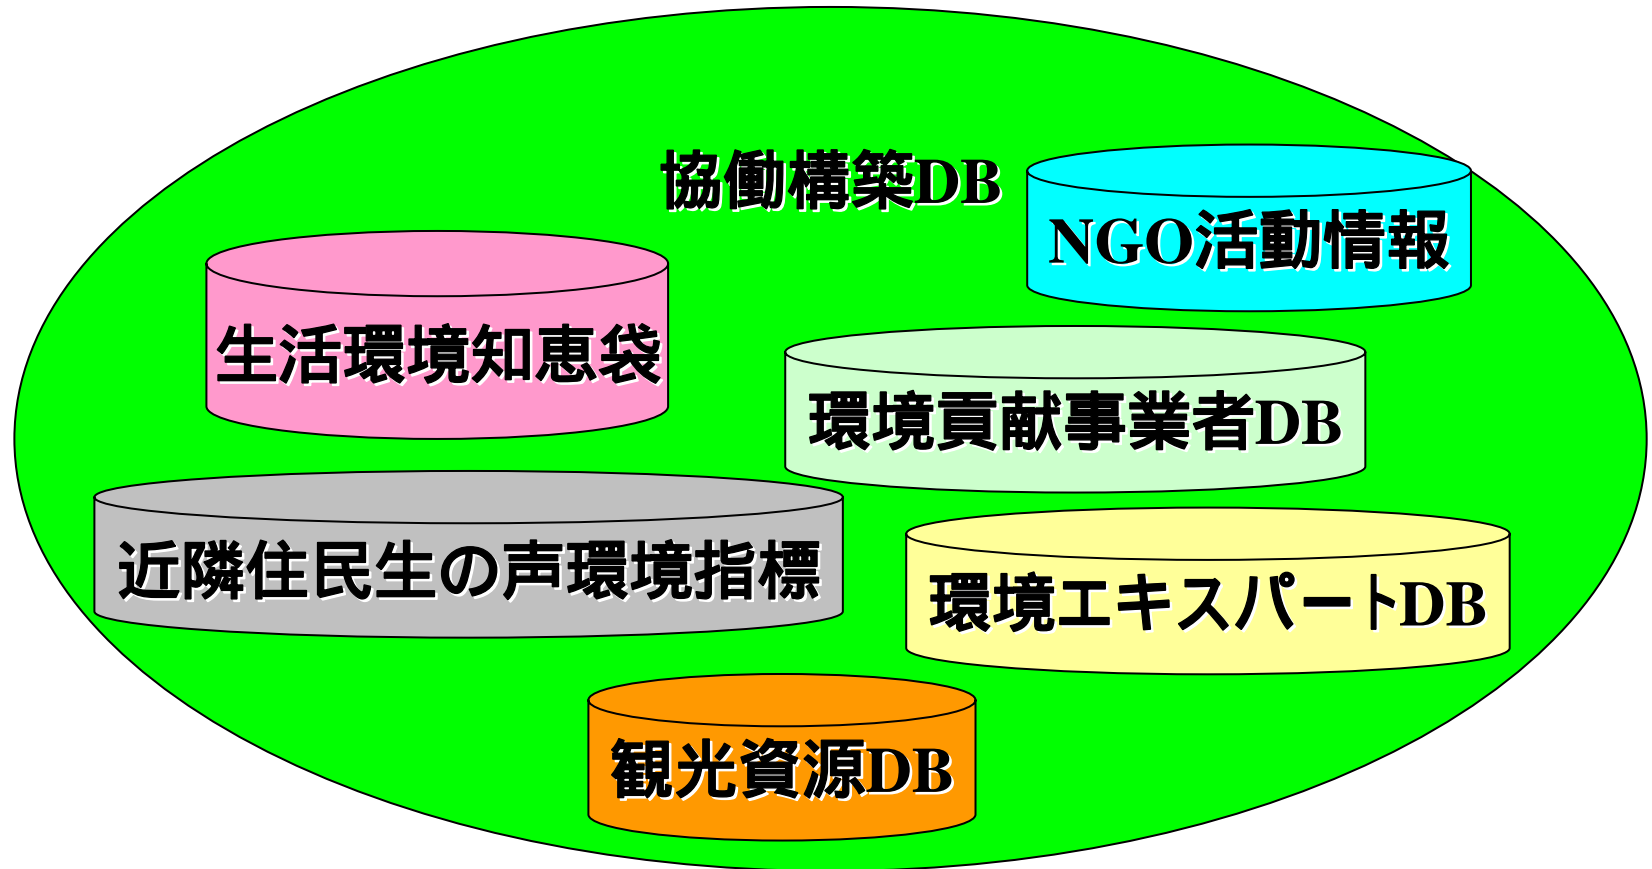 協働構築DB
NGO活動情報
生活環境知恵袋
環境貢献事業者DB
近隣住民生の声環境指標
環境エキスパートDB
観光資源DB